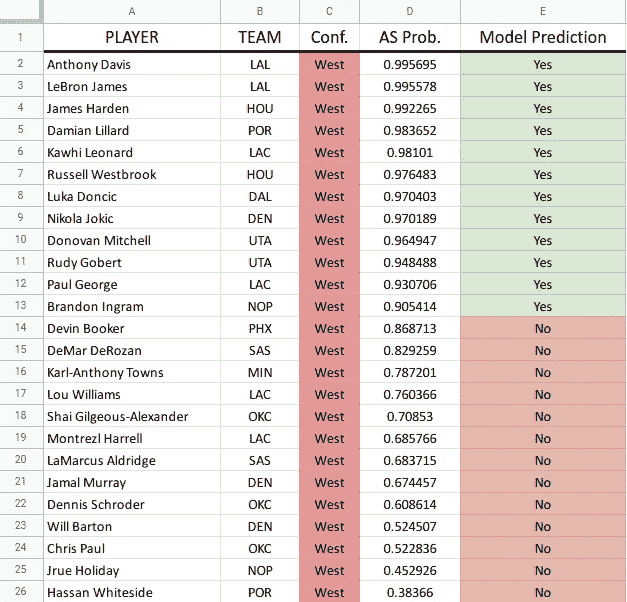 A B C D E
1 PLAYER TEAM Conf. AS Prob. Model Prediction
2 Anthony Davis LAL West 0.995695 Yes
3 LeBron James LAL West 0.995578 Yes
4 James Harden HOU West 0.992265 Yes
5 Damian Lillard POR West 0.983652 Yes
6 Kawhi Leonard LAC West 0.98101 Yes
7 Russell Westbrook HOU West 0.976483 Yes
8 Luka Doncic DAL West 0.970403 Yes
9 Nikola Jokic DEN West 0.970189 Yes
10 Donovan Mitchell UTA West 0.964947 Yes
11 Rudy Gobert UTA West 0.948488 Yes
12 Paul George LAC West 0.930706 Yes
13 Brandon Ingram NOP West 0.905414 Yes
14 Devin Booker PHX West 0.868713 No
15 DeMar DeRozan SAS West 0.829259 No
16 Karl-Anthony Towns MIN West 0.787201 No
17 Lou Williams LAC West 0.760366 No
18 Shai Gilgeous-Alexander OKC West 0.70853 No
19 Montrezl Harrell LAC West 0.685766 No
20 LaMarcus Aldridge SAS West 0.683715 No
21 Jamal Murray DEN West 0.674457 No
22 Dennis Schroder OKC West 0.608614 No
23 Will Barton DEN West 0.524507 No
24 Chris Paul OKC West 0.522836 No
25 Jrue Holiday NOP West 0.452926 No
26 Hassan Whiteside POR West 0.38366 No